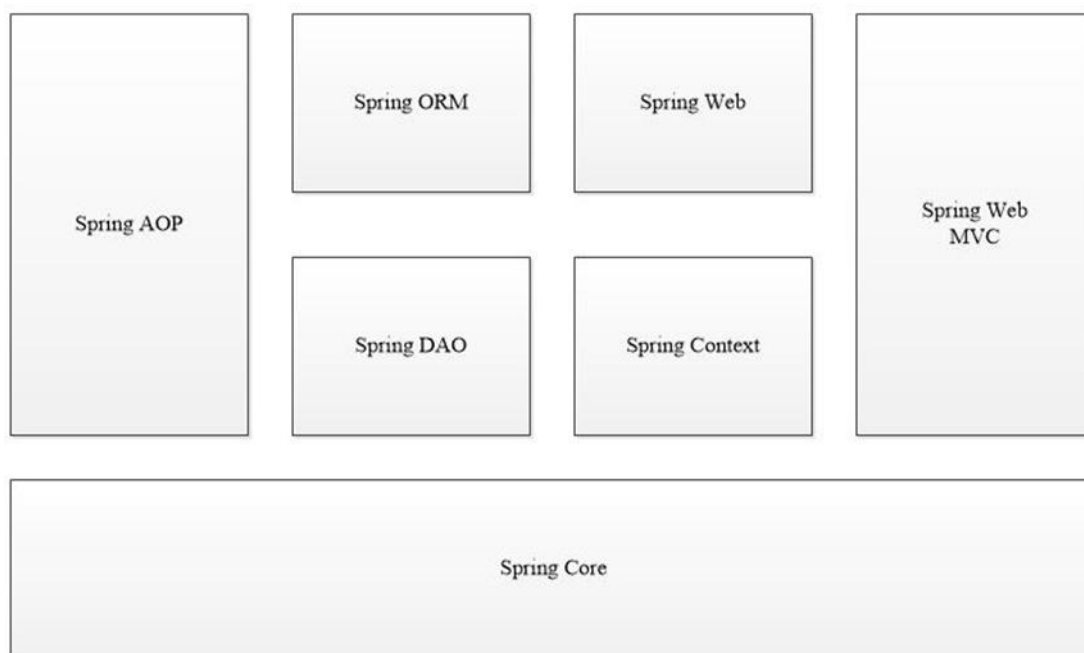 Spring ORM
Spring Web
Spring AOP
Spring Web
MVC
Spring DAO
Spring Context
Spring Core